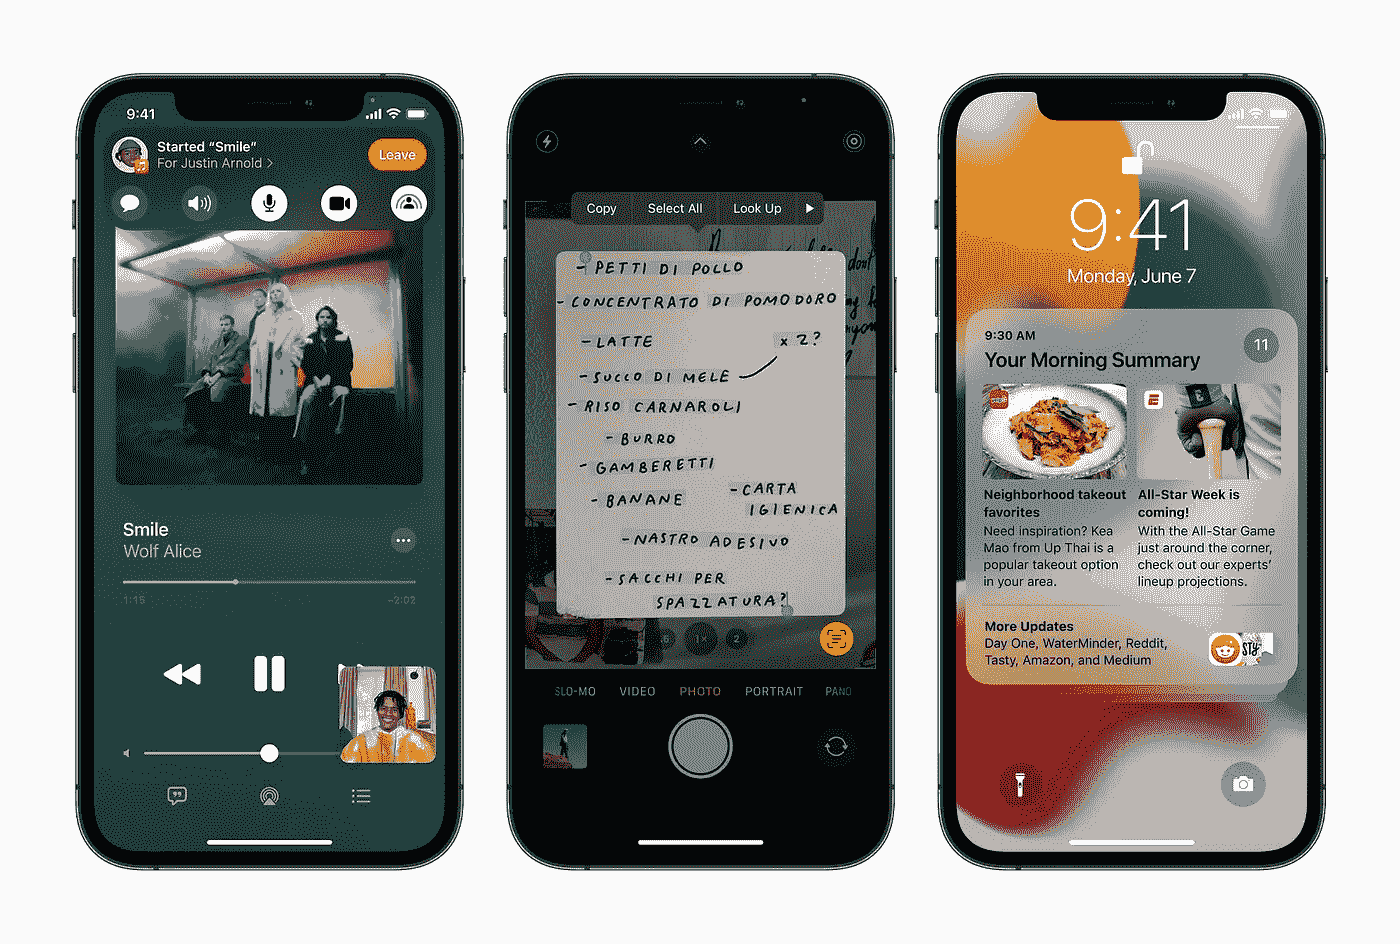 9:41
Started “Smile”
For Justin Arnold >
Leave
Smile
Wolf Alice
1:15
-2:02
Copy
Select All
Look Up
dont
- PETTI DI POLLO
- CONCENTRATO DI POMODORO
- LATTE
x 2?
- SUCCO DI MELE
- RISO CARNAROLI
- BURRO
- GAMBERETTI
- BANANE
- CARTA
IGIENICA
- NASTRO ADESIVO
- SACCHI PER
SPAZZATURA?
.5
1×
2
SLO-MO
VIDEO
PHOTO
PORTRAIT
PANO
9:41
Monday, June 7
9:30 AM
Your Morning Summary
11
Neighborhood takeout
favorites
Need inspiration? Kea
Mao from Up Thai is a
popular takeout option
in your area.
All-Star Week is
coming!
With the All-Star Game
just around the corner,
check out our experts’
lineup projections.
More Updates
Day One, WaterMinder, Reddit,
Tasty, Amazon, and Medium